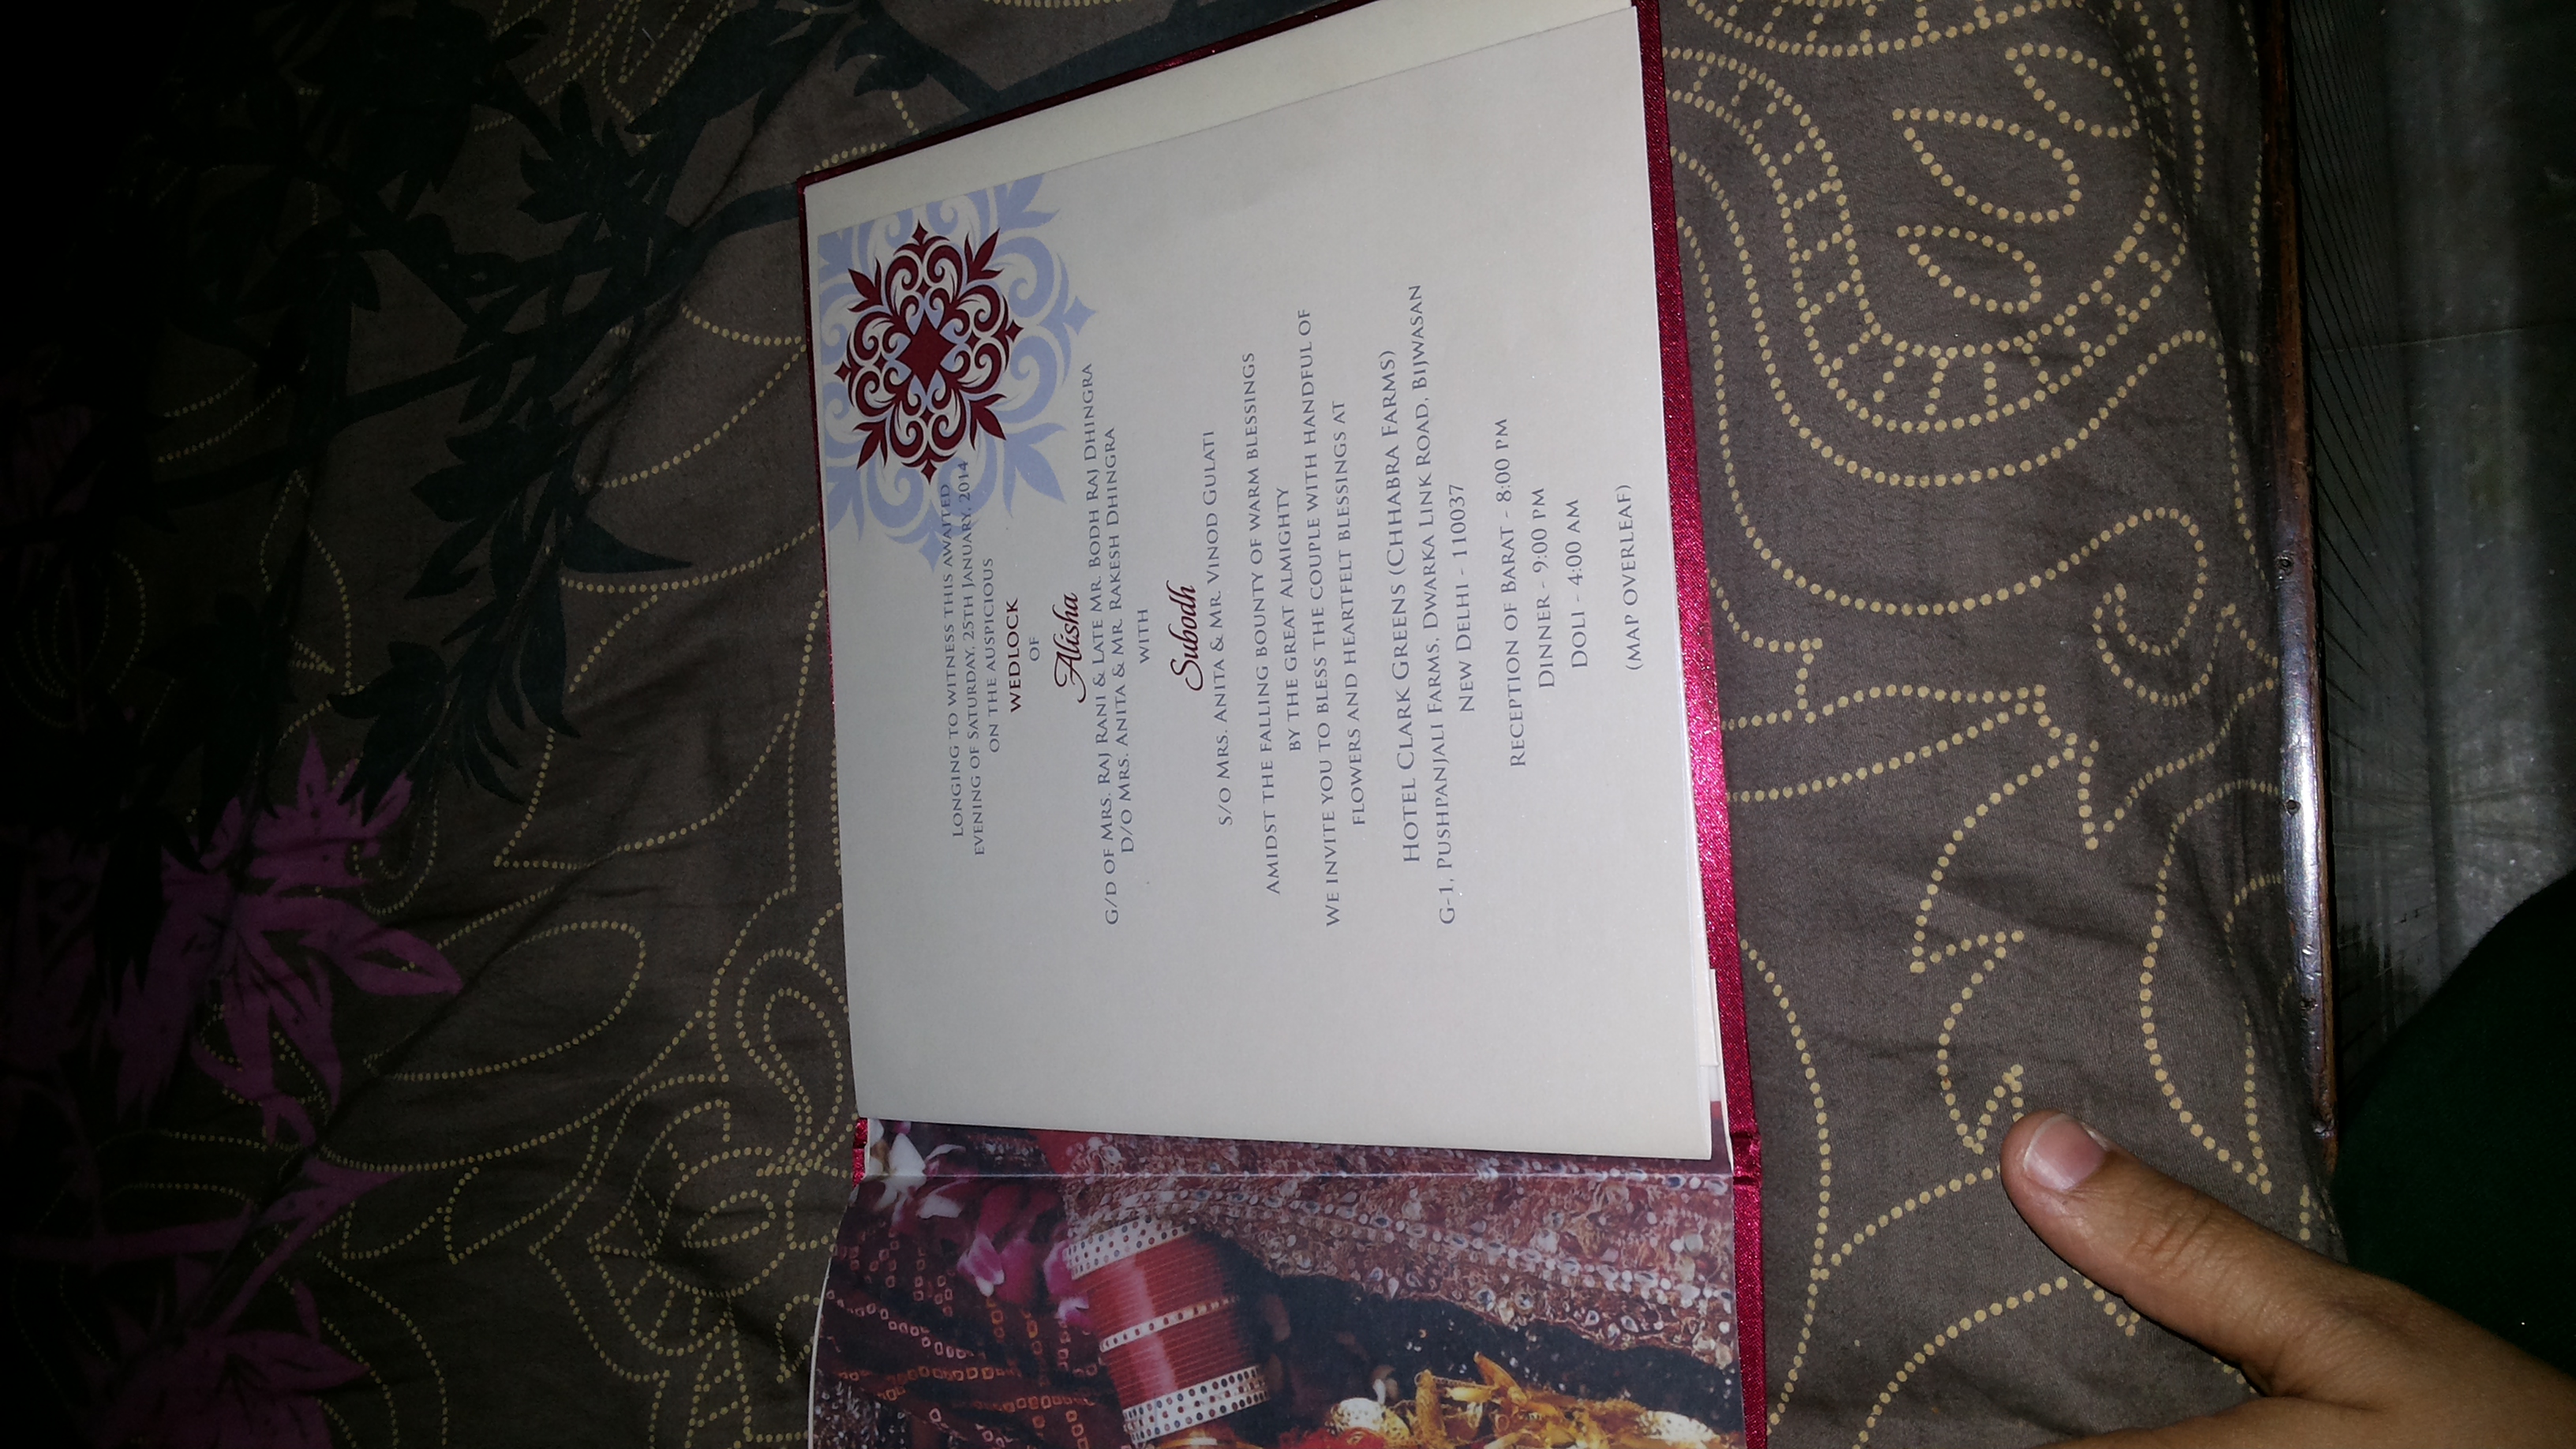 Longing to witness this awaited
evening of Saturday, 25th January, 2014
on the auspicious
WEDLOCK
of
Alisha
G/D of Mrs. Raj Rani & Late Mr. Bodh Raj Dhingra
D/o Mrs. Anita & Mr. Rakesh Dhingra
with
Subodh
S/o Mrs. Anita & Mr. Vinod Gulati
Amidst the falling bounty of warm blessings
by the great Almighty
We invite you to bless the couple with handful of
flowers and heartfelt blessings at
Hotel Clark Greens (Chhabra Farms)
G-1, Pushpanjali Farms, Dwarka Link Road, Bijwasan
New Delhi - 110037
Reception of Barat - 8:00 pm
Dinner - 9:00 pm
Doli - 4:00 am
(map overleaf)